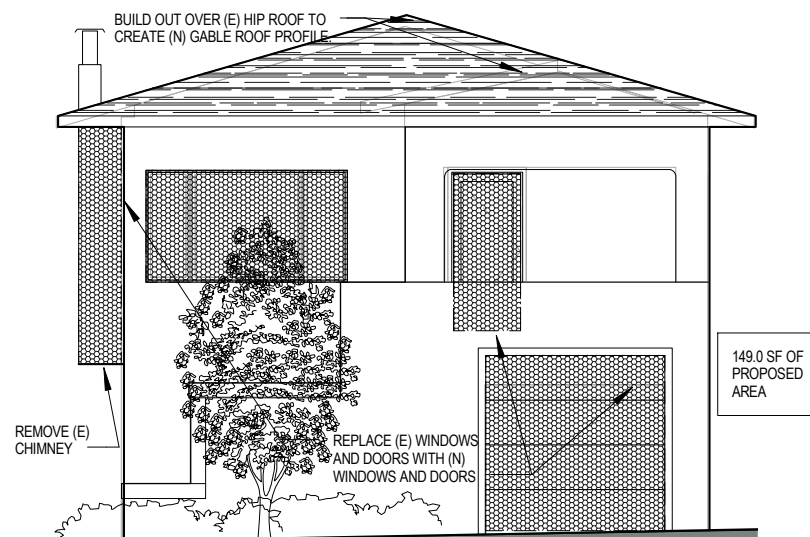 BUILD OUT OVER (E) HIP ROOF TO
CREATE (N) GABLE ROOF PROFILE.
149.0 SF OF
PROPOSED
AREA
REMOVE (E)
CHIMNEY
REPLACE (E) WINDOWS
AND DOORS WITH (N)
WINDOWS AND DOORS